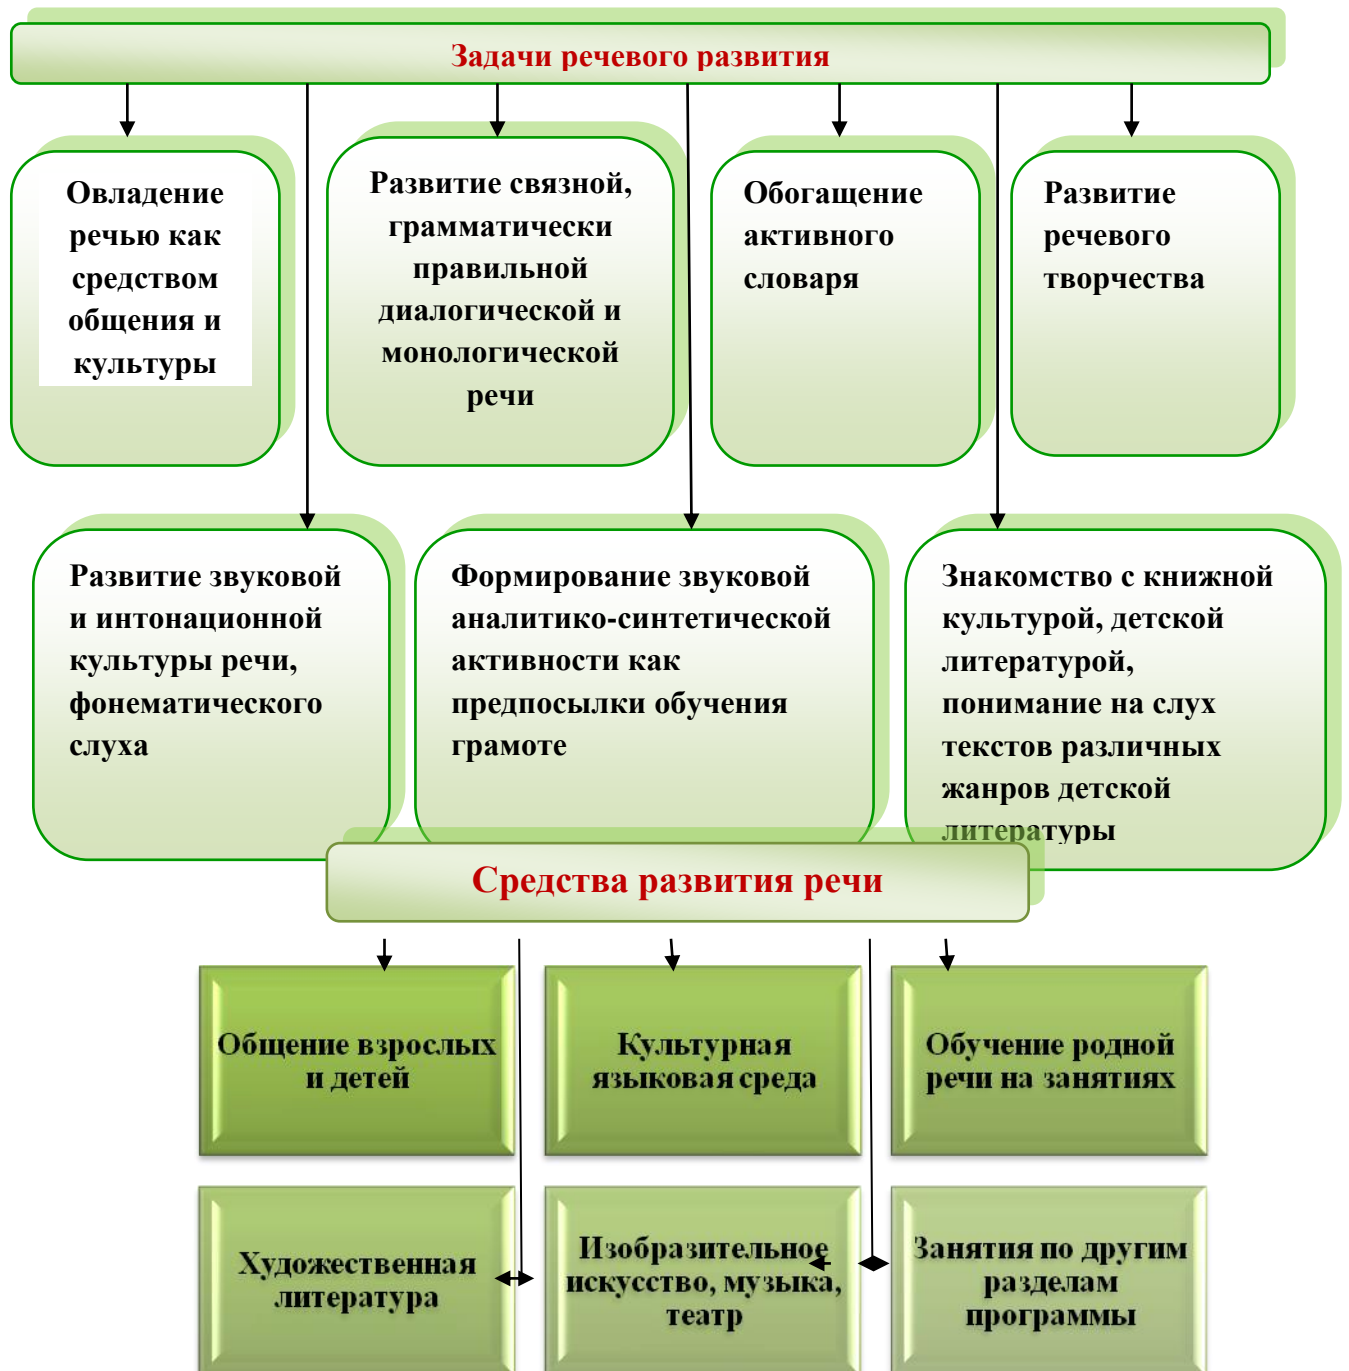 Задачи речевого развития
Овладение
речью как
средством
общения и
культуры
Развитие связной,
грамматически
правильной
диалогической и
монологической
речи
Обогащение
активного
словаря
Развитие
речевого
творчества
Развитие звуковой
и интонационной
культуры речи,
фонематического
слуха
Формирование звуковой
аналитико-синтетической
активности как
предпосылки обучения
грамоте
Знакомство с книжной
культурой, детской
литературой,
понимание на слух
текстов различных
жанров детской
литературы
Средства развития речи
Общение взрослых
и детей
Культурная
языковая среда
Обучение родной
речи на занятиях
Художественная
литература
Изобразительное
искусство, музыка,
театр
Занятия по другим
разделам
программы